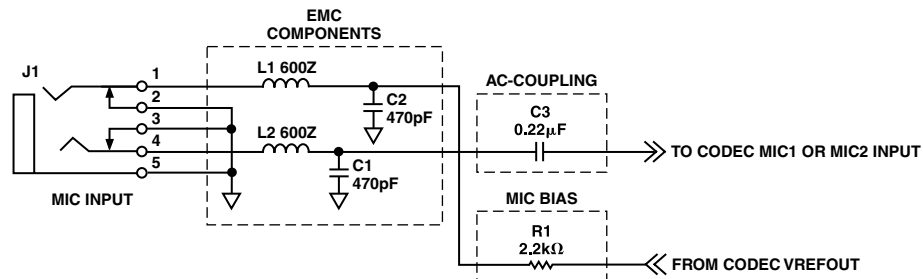 EMC
COMPONENTS
J1
1
L1 600Z
AC-COUPLING
2
C2
470pF
C3
0.22µF
3
4
L2 600Z
TO CODEC MIC1 OR MIC2 INPUT
5
C1
470pF
MIC INPUT
MIC BIAS
R1
2.2kΩ
FROM CODEC VREFOUT